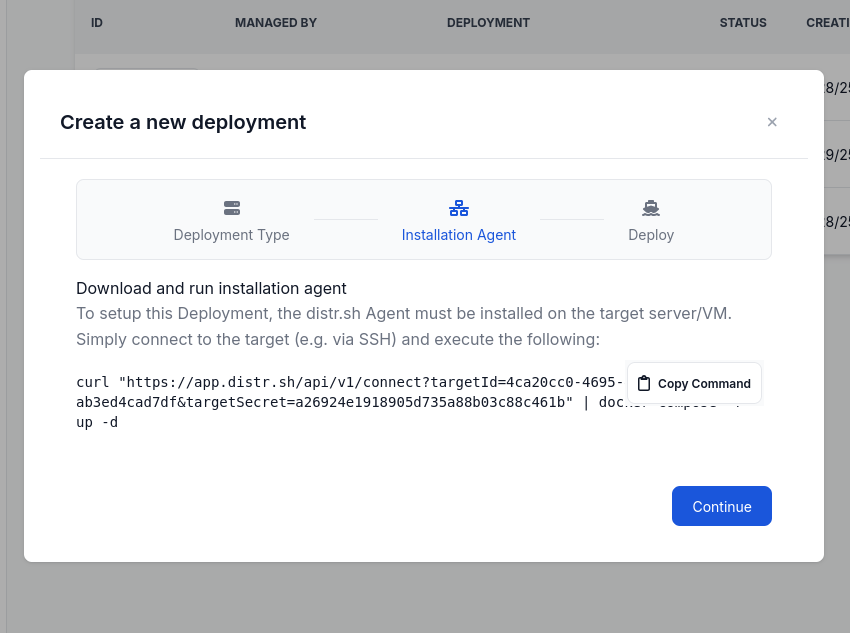 ID MANAGED BY DEPLOYMENT STATUS CREATI
8/25
Create a new deployment
9/25
Deployment Type Installation Agent Deploy
8/25
Download and run installation agent
To setup this Deployment, the distr.sh Agent must be installed on the target server/VM.
Simply connect to the target (e.g. via SSH) and execute the following:
curl "https://app.distr.sh/api/v1/connect?targetId=4ca20cc0-4695-
Copy Command
ab3ed4cad7df&targetSecret=a26924e1918905d735a88b03c88c461b" | docker compose
up -d
Continue